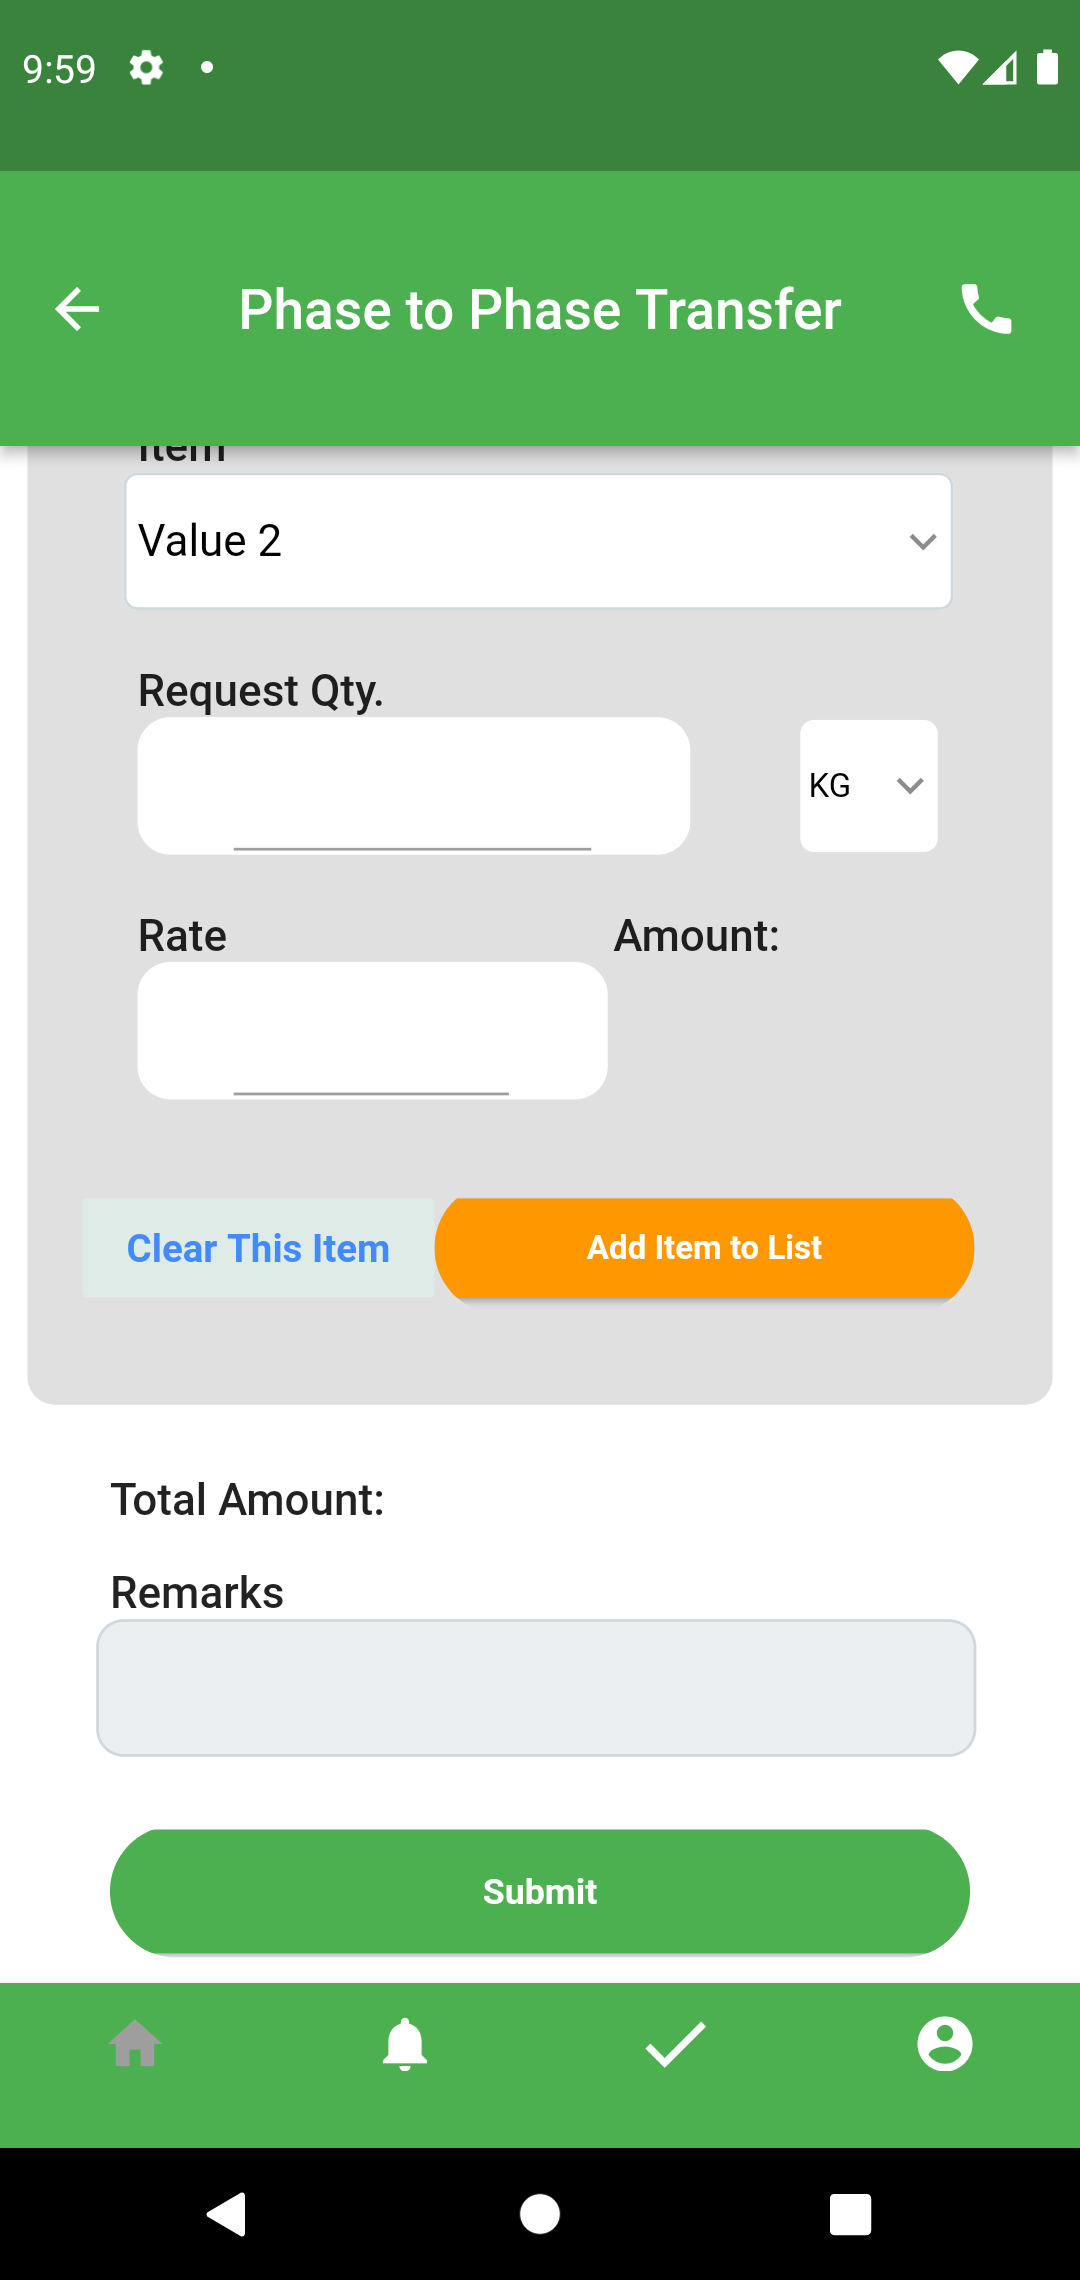 9:59
Phase to Phase Transfer
Item
Value 2
Request Qty.
KG
Rate Amount:
Clear This Item Add Item to List
Total Amount:
Remarks
Submit